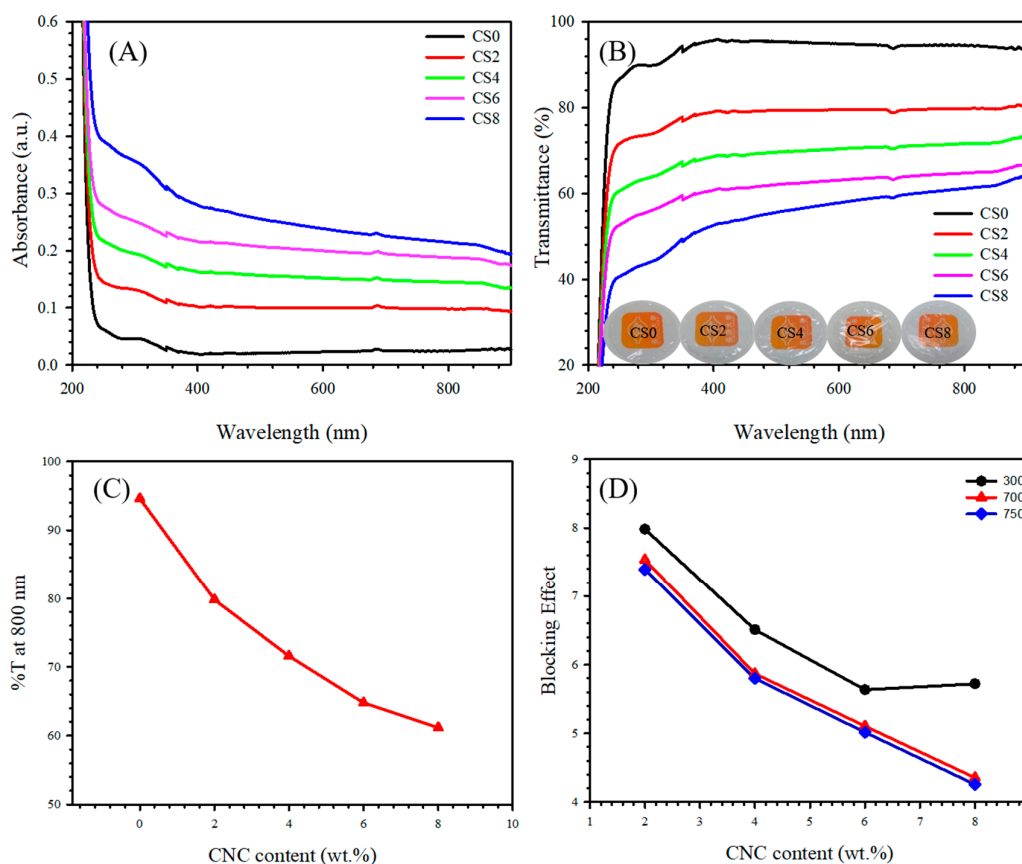 (A)
CS0
CS2
CS4
CS6
CS8
Absorbance (a.u.)
0.6
0.5
0.4
0.3
0.2
0.1
0.0
200 400 600 800
Wavelength (nm)
(B)
Transmittance (%)
100
80
60
40
20
CS0
CS2
CS4
CS6
CS8
CS0 CS2 CS4 CS6 CS8
200 400 600 800
Wavelength (nm)
(C)
%T at 800 nm
100
90
80
70
60
50
0 2 4 6 8 10
CNC content (wt.%)
(D)
300
700
750
Blocking Effect
9
8
7
6
5
4
1 2 3 4 5 6 7 8
CNC content (wt.%)